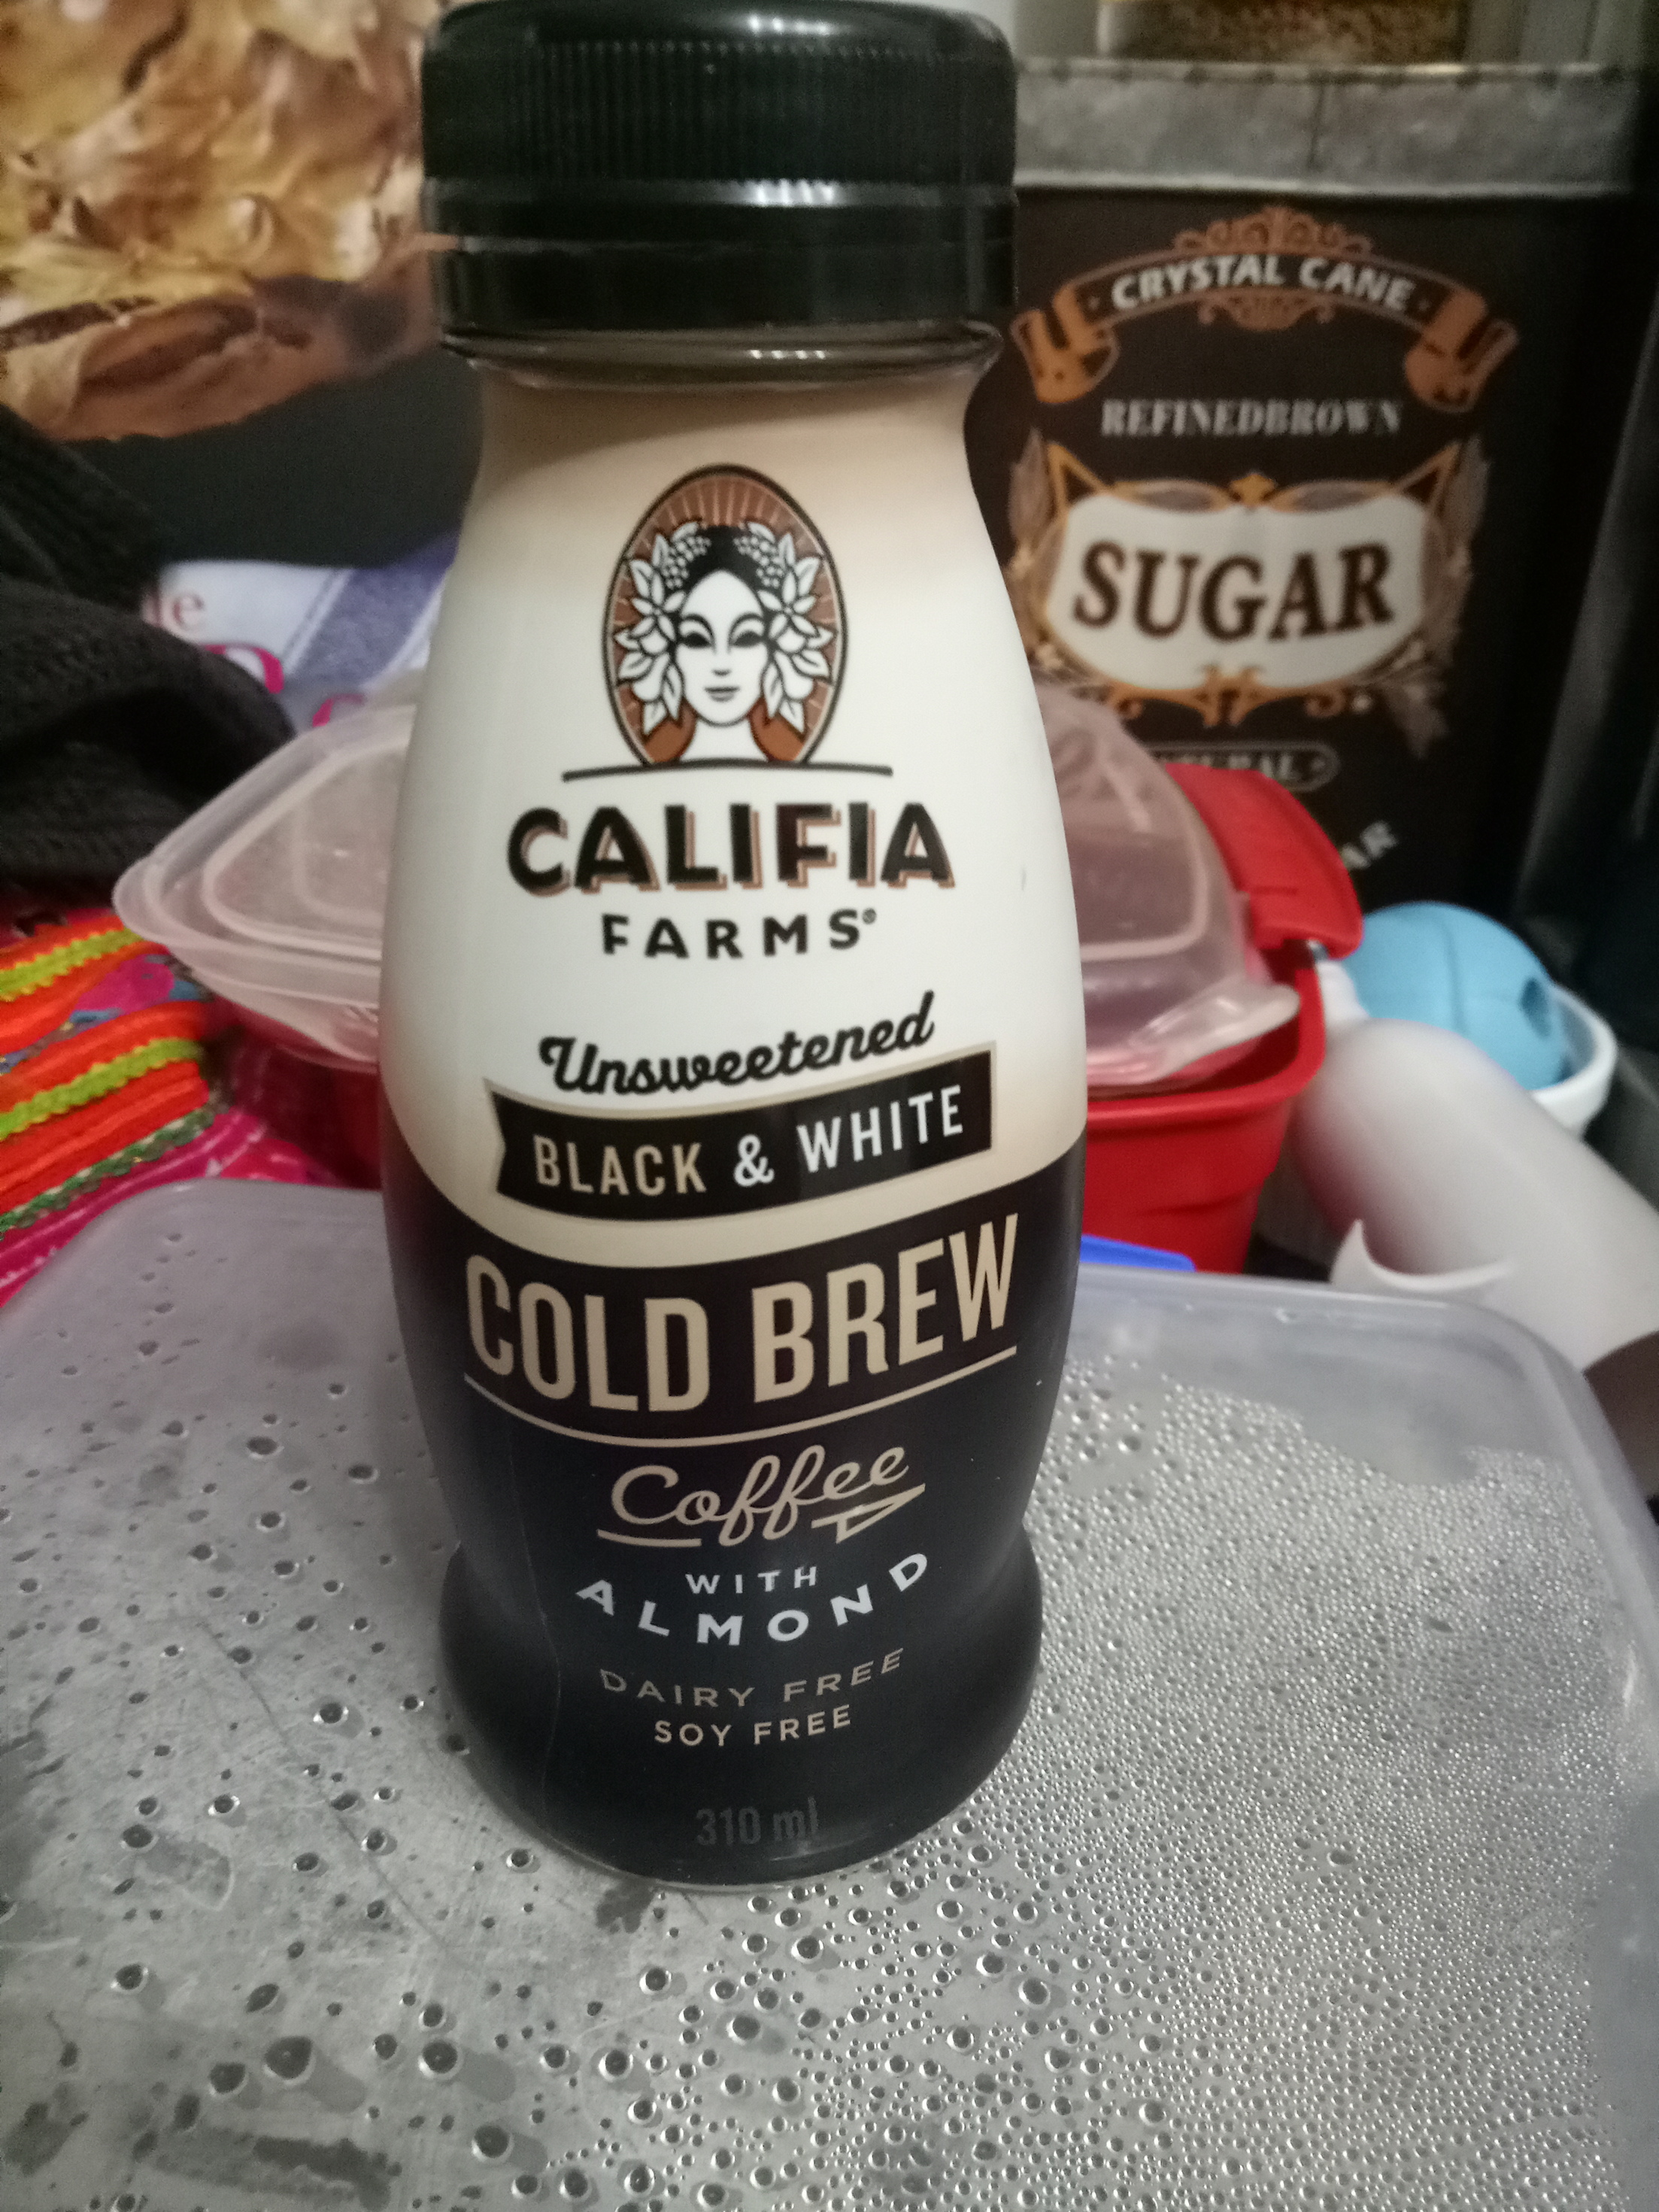 CALIFIA
FARMS®
Unsweetened
BLACK & WHITE
COLD BREW
Coffee
WITH
ALMOND
DAIRY FREE
SOY FREE
310 ml
CRYSTAL CANE
REFINEDBROWN
SUGAR